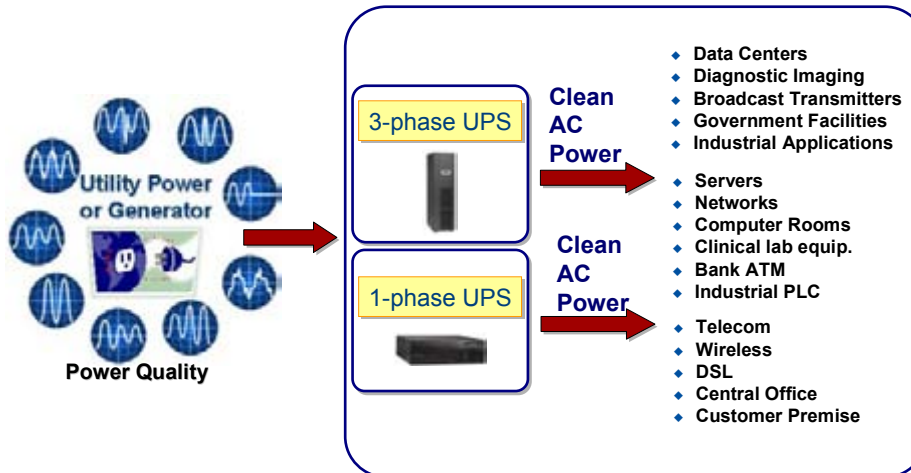 Utility Power
or Generator
Power Quality
3-phase UPS
1-phase UPS
Clean
AC
Power
Clean
AC
Power
Data Centers
Diagnostic Imaging
Broadcast Transmitters
Government Facilities
Industrial Applications
Servers
Networks
Computer Rooms
Clinical lab equip.
Bank ATM
Industrial PLC
Telecom
Wireless
DSL
Central Office
Customer Premise